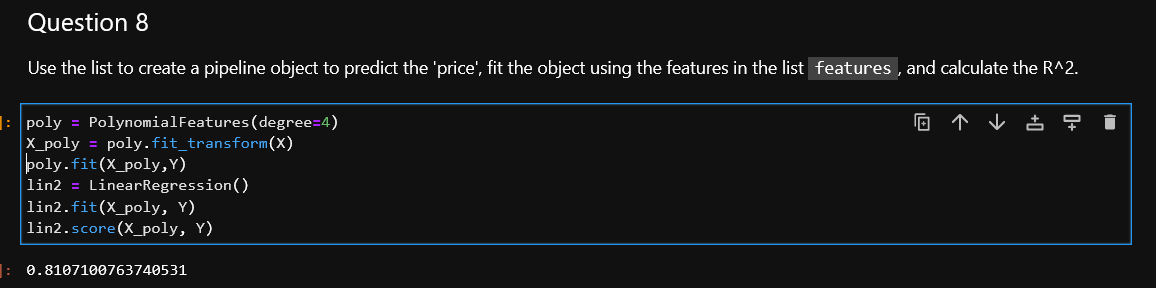 Question 8
Use the list to create a pipeline object to predict the 'price', fit the object using the features in the list features , and calculate the R^2.
]: poly = PolynomialFeatures(degree=4)
X_poly = poly.fit_transform(X)
poly.fit(X_poly,Y)
lin2 = LinearRegression()
lin2.fit(X_poly, Y)
lin2.score(X_poly, Y)
]: 0.8107100763740531